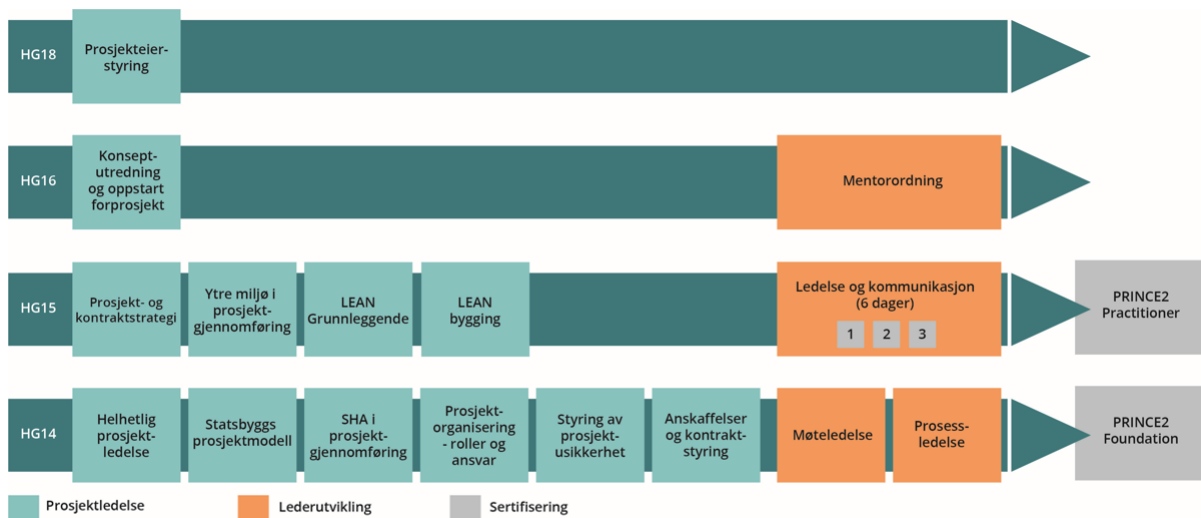 HG18
Prosjekteier-
styring
HG16
Konsept-
utredning
og oppstart
forprosjekt
Mentorordning
HG15
Prosjekt- og
kontraktstrategi
Ytre miljø i
prosjekt-
gjennomføring
LEAN
Grunnleggende
LEAN
bygging
Ledelse og kommunikasjon
(6 dager)
1 2 3
PRINCE2
Practitioner
HG14
Helhetlig
prosjekt-
ledelse
Statsbyggs
prosjektmodell
SHA i
prosjekt-
gjennomføring
Prosjekt-
organisering
- roller og
ansvar
Styring av
prosjekt-
usikkerhet
Anskaffelser
og kontrakt-
styring
Møteledelse
Prosess-
ledelse
PRINCE2
Foundation
Prosjektledelse
Lederutvikling
Sertifisering